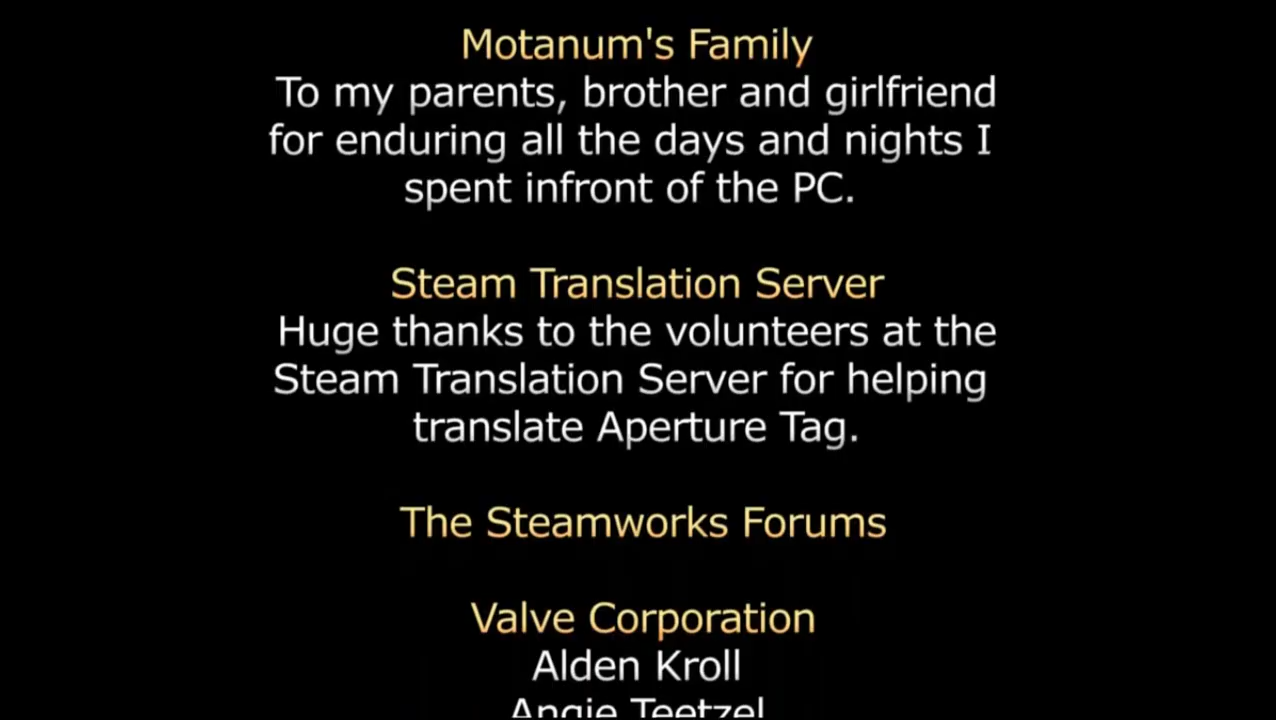 Motanum's Family
To my parents, brother and girlfriend
for enduring all the days and nights I
spent infront of the PC.
Steam Translation Server
Huge thanks to the volunteers at the
Steam Translation Server for helping
translate Aperture Tag.
The Steamworks Forums
Valve Corporation
Alden Kroll
Angie Teetzel